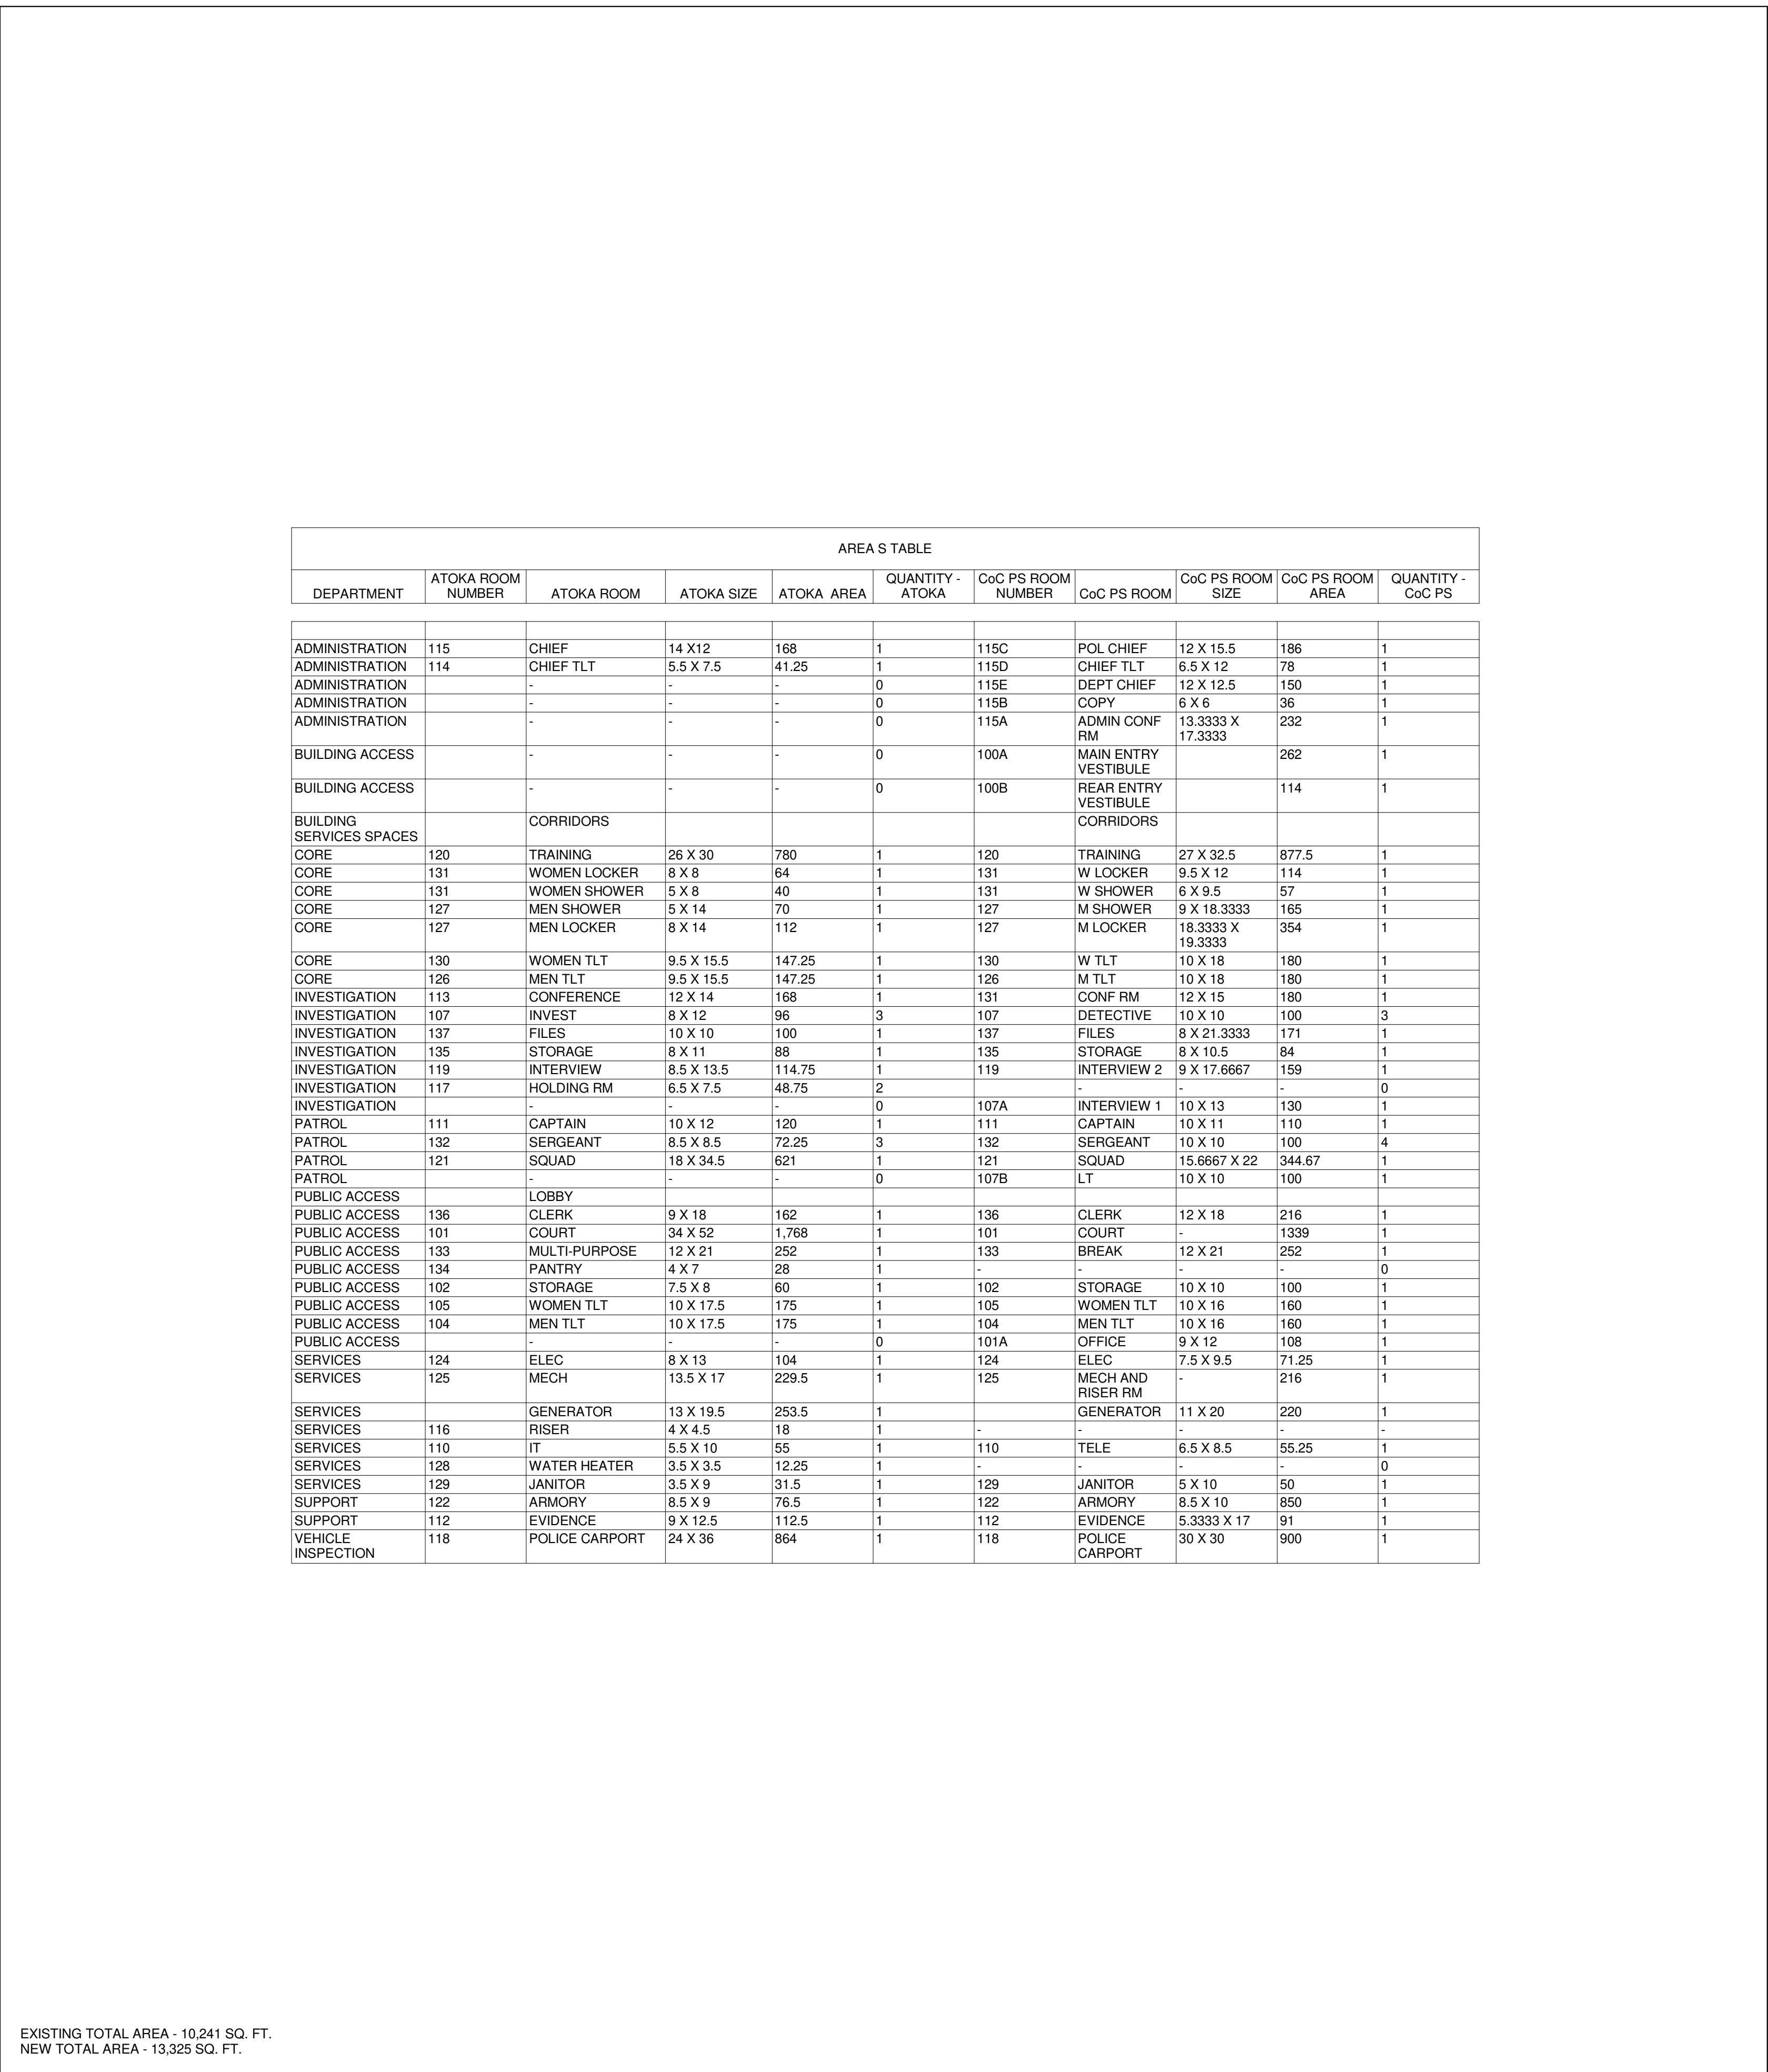 AREA S TABLE
DEPARTMENT ATOKA ROOM NUMBER ATOKA ROOM ATOKA SIZE ATOKA AREA QUANTITY - ATOKA CoC PS ROOM NUMBER CoC PS ROOM CoC PS ROOM SIZE CoC PS ROOM AREA QUANTITY - CoC PS
ADMINISTRATION 115 CHIEF 14 X12 168 1 115C POL CHIEF 12 X 15.5 186 1
ADMINISTRATION 114 CHIEF TLT 5.5 X 7.5 41.25 1 115D CHIEF TLT 6.5 X 12 78 1
ADMINISTRATION - - - 0 115E DEPT CHIEF 12 X 12.5 150 1
ADMINISTRATION - - - 0 115B COPY 6 X 6 36 1
ADMINISTRATION - - - 0 115A ADMIN CONF RM 13.3333 X 17.3333 232 1
BUILDING ACCESS - - - 0 100A MAIN ENTRY VESTIBULE 262 1
BUILDING ACCESS - - - 0 100B REAR ENTRY VESTIBULE 114 1
BUILDING SERVICES SPACES CORRIDORS CORRIDORS
CORE 120 TRAINING 26 X 30 780 1 120 TRAINING 27 X 32.5 877.5 1
CORE 131 WOMEN LOCKER 8 X 8 64 1 131 W LOCKER 9.5 X 12 114 1
CORE 131 WOMEN SHOWER 5 X 8 40 1 131 W SHOWER 6 X 9.5 57 1
CORE 127 MEN SHOWER 5 X 14 70 1 127 M SHOWER 9 X 18.3333 165 1
CORE 127 MEN LOCKER 8 X 14 112 1 127 M LOCKER 18.3333 X 19.3333 354 1
CORE 130 WOMEN TLT 9.5 X 15.5 147.25 1 130 W TLT 10 X 18 180 1
CORE 126 MEN TLT 9.5 X 15.5 147.25 1 126 M TLT 10 X 18 180 1
INVESTIGATION 113 CONFERENCE 12 X 14 168 1 131 CONF RM 12 X 15 180 1
INVESTIGATION 107 INVEST 8 X 12 96 3 107 DETECTIVE 10 X 10 100 3
INVESTIGATION 137 FILES 10 X 10 100 1 137 FILES 8 X 21.3333 171 1
INVESTIGATION 135 STORAGE 8 X 11 88 1 135 STORAGE 8 X 10.5 84 1
INVESTIGATION 119 INTERVIEW 8.5 X 13.5 114.75 1 119 INTERVIEW 2 9 X 17.6667 159 1
INVESTIGATION 117 HOLDING RM 6.5 X 7.5 48.75 2 - - - 0
INVESTIGATION - - - 0 107A INTERVIEW 1 10 X 13 130 1
PATROL 111 CAPTAIN 10 X 12 120 1 111 CAPTAIN 10 X 11 110 1
PATROL 132 SERGEANT 8.5 X 8.5 72.25 3 132 SERGEANT 10 X 10 100 4
PATROL 121 SQUAD 18 X 34.5 621 1 121 SQUAD 15.6667 X 22 344.67 1
PATROL - - - 0 107B LT 10 X 10 100 1
PUBLIC ACCESS LOBBY
PUBLIC ACCESS 136 CLERK 9 X 18 162 1 136 CLERK 12 X 18 216 1
PUBLIC ACCESS 101 COURT 34 X 52 1,768 1 101 COURT - 1339 1
PUBLIC ACCESS 133 MULTI-PURPOSE 12 X 21 252 1 133 BREAK 12 X 21 252 1
PUBLIC ACCESS 134 PANTRY 4 X 7 28 1 - - - - 0
PUBLIC ACCESS 102 STORAGE 7.5 X 8 60 1 102 STORAGE 10 X 10 100 1
PUBLIC ACCESS 105 WOMEN TLT 10 X 17.5 175 1 105 WOMEN TLT 10 X 16 160 1
PUBLIC ACCESS 104 MEN TLT 10 X 17.5 175 1 104 MEN TLT 10 X 16 160 1
PUBLIC ACCESS - - - 0 101A OFFICE 9 X 12 108 1
SERVICES 124 ELEC 8 X 13 104 1 124 ELEC 7.5 X 9.5 71.25 1
SERVICES 125 MECH 13.5 X 17 229.5 1 125 MECH AND RISER RM - 216 1
SERVICES GENERATOR 13 X 19.5 253.5 1 GENERATOR 11 X 20 220 1
SERVICES 116 RISER 4 X 4.5 18 1 - - - - -
SERVICES 110 IT 5.5 X 10 55 1 110 TELE 6.5 X 8.5 55.25 1
SERVICES 128 WATER HEATER 3.5 X 3.5 12.25 1 - - - - 0
SERVICES 129 JANITOR 3.5 X 9 31.5 1 129 JANITOR 5 X 10 50 1
SUPPORT 122 ARMORY 8.5 X 9 76.5 1 122 ARMORY 8.5 X 10 850 1
SUPPORT 112 EVIDENCE 9 X 12.5 112.5 1 112 EVIDENCE 5.3333 X 17 91 1
VEHICLE INSPECTION 118 POLICE CARPORT 24 X 36 864 1 118 POLICE CARPORT 30 X 30 900 1
EXISTING TOTAL AREA - 10,241 SQ. FT.
NEW TOTAL AREA - 13,325 SQ. FT.